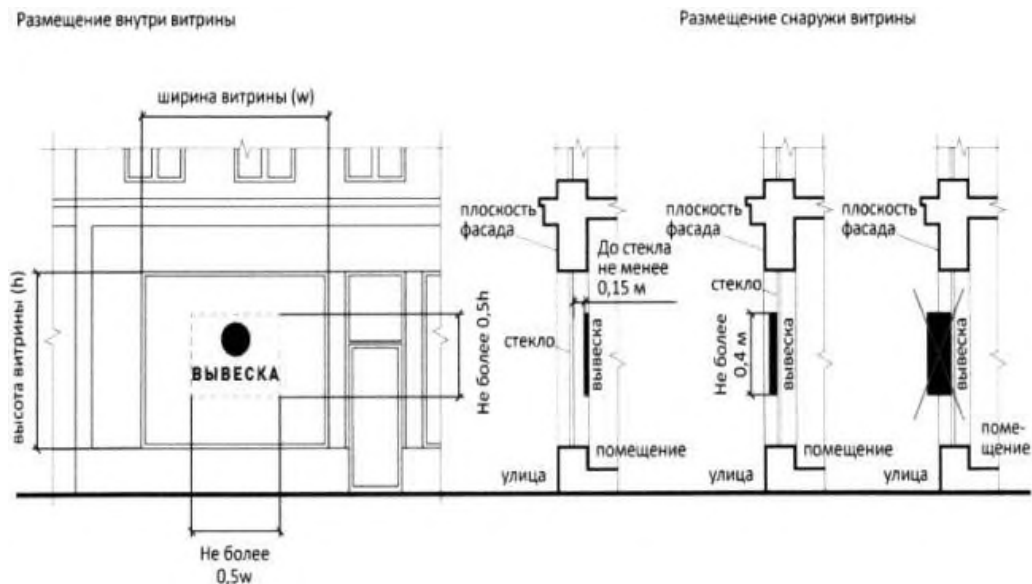 Размещение внутри витрины
Размещение снаружи витрины
ширина витрины (w)
высота витрины (h)
ВЫВЕСКА
Не более 0,5h
Не более
0,5w
плоскость
фасада
До стекла
не менее
0,15 м
стекло
вывеска
помещение
улица
плоскость
фасада
стекло
Не более
0,4 м
вывеска
помещение
улица
плоскость
фасада
вывеска
поме-
щение
улица